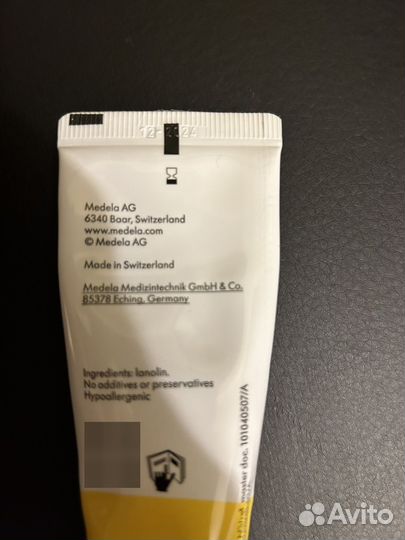 12-2024
Medela AG
6340 Baar, Switzerland
www.medela.com
© Medela AG
Made in Switzerland
Medela Medizintechnik GmbH & Co.
85378 Eching, Germany
Ingredients: lanolin.
No additives or preservatives
Hypoallergenic
master doc. 101040507/A
Avito